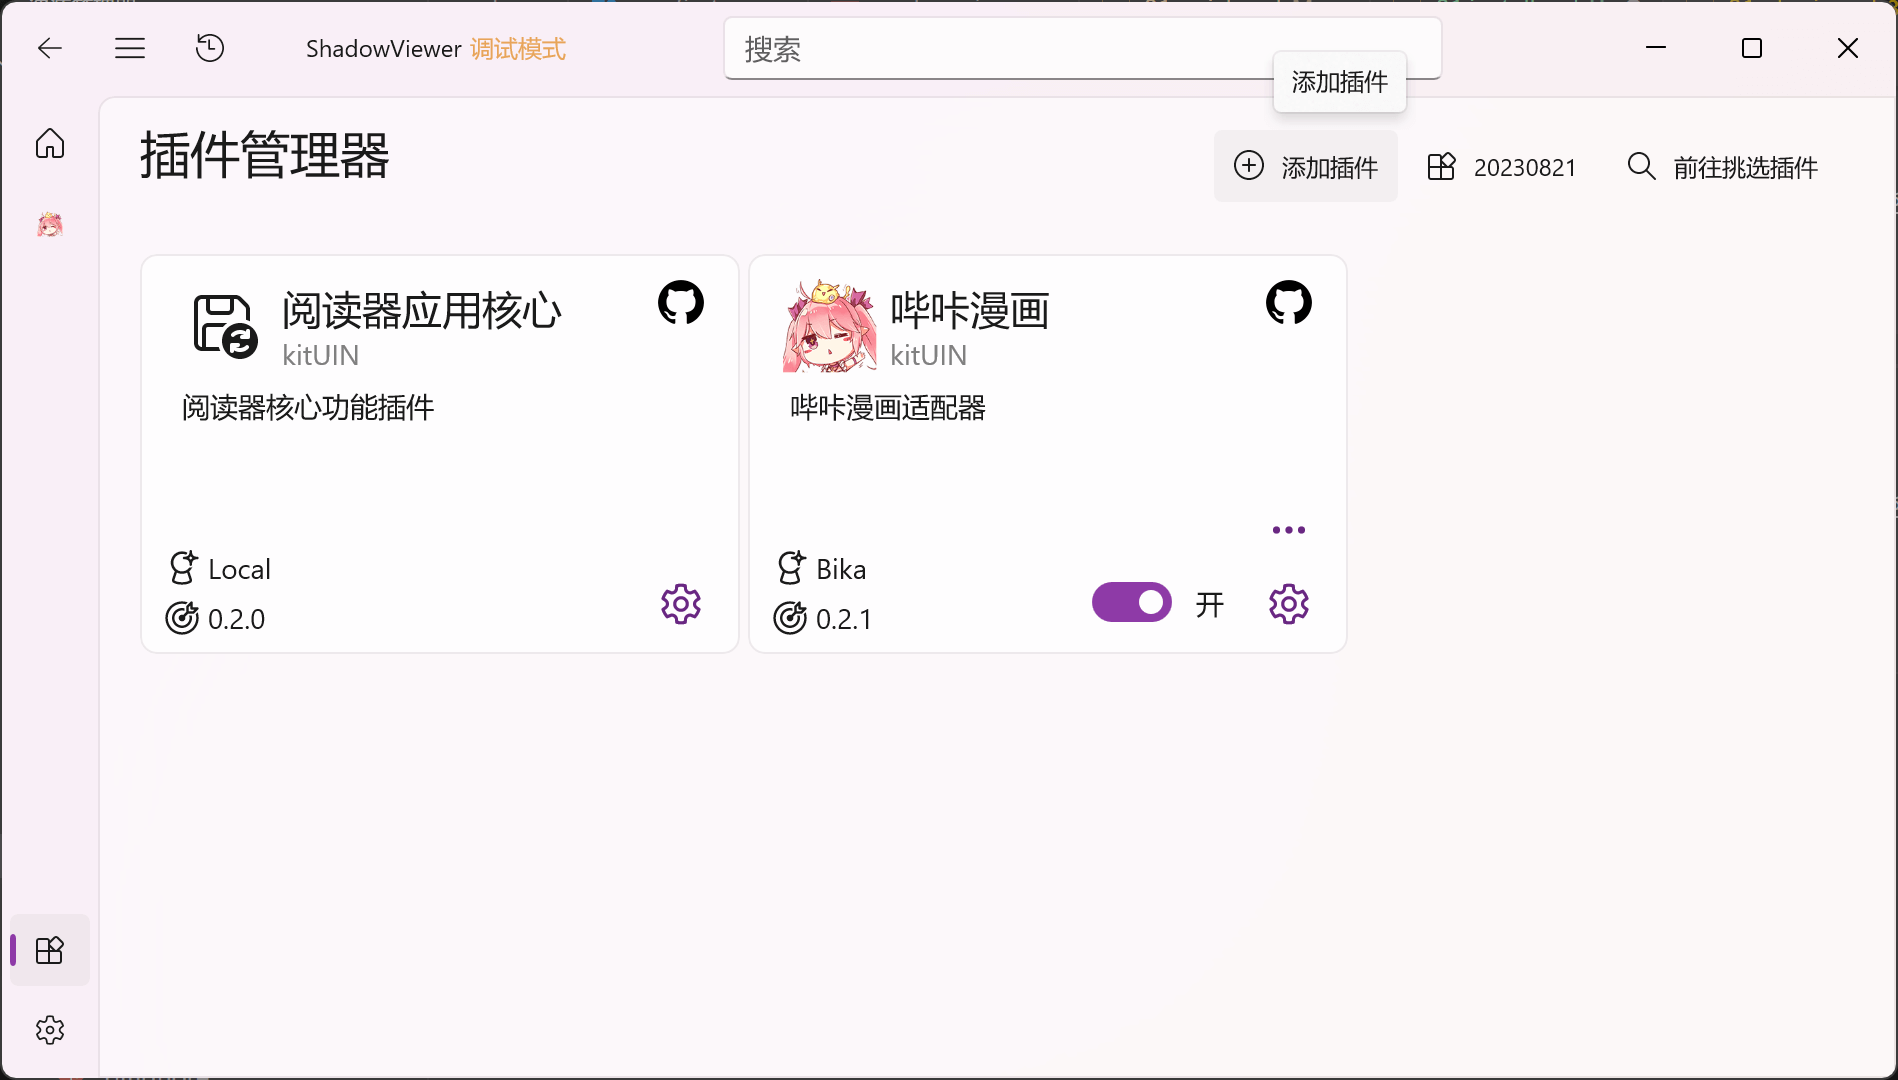 ShadowViewer 调试模式
搜索
添加插件
插件管理器
添加插件
20230821
前往挑选插件
阅读器应用核心
kitUIN
阅读器核心功能插件
Local
0.2.0
哔咔漫画
kitUIN
哔咔漫画适配器
Bika
0.2.1
开